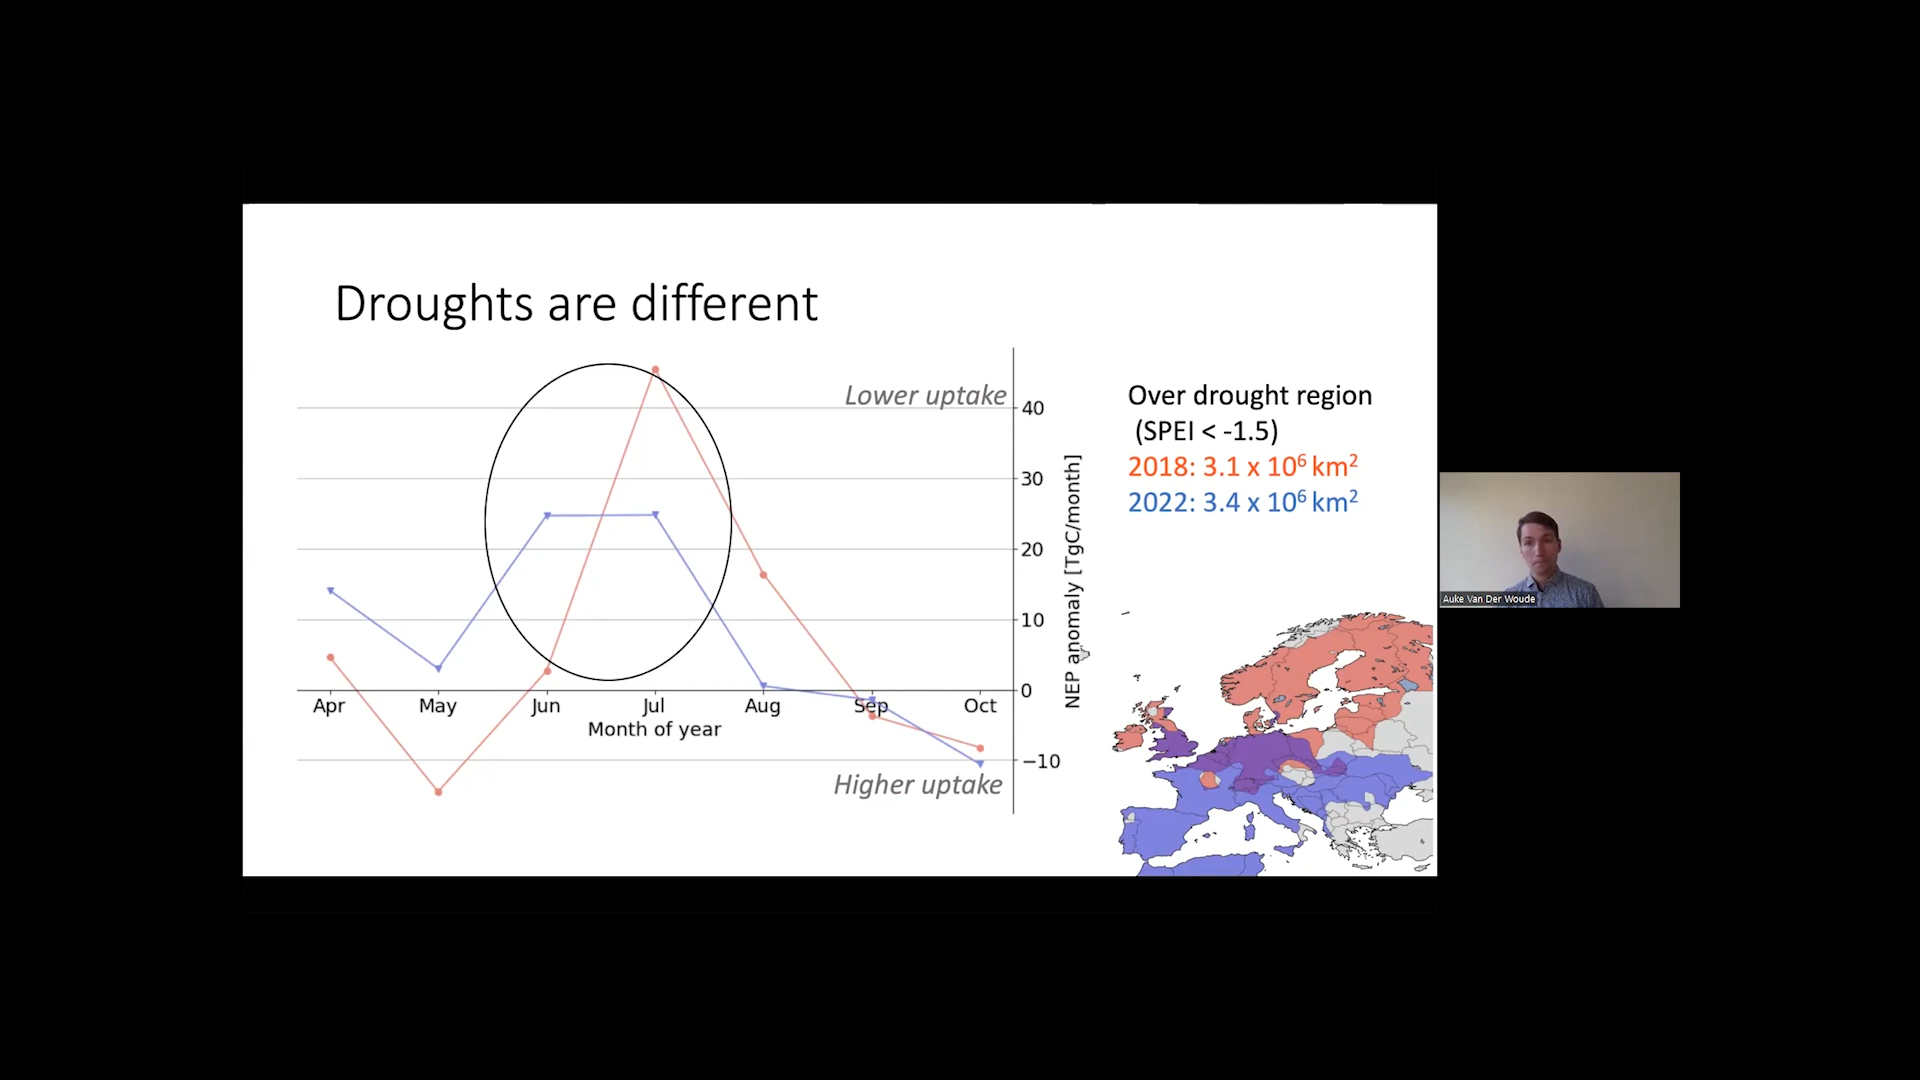 Droughts are different
Lower uptake
40
30
20
10
0
−10
NEP anomaly [TgC/month]
Apr May Jun Jul Aug Sep Oct
Month of year
Higher uptake
Over drought region
(SPEI < -1.5)
2018: 3.1 x 10⁶ km²
2022: 3.4 x 10⁶ km²
Auke Van Der Woude